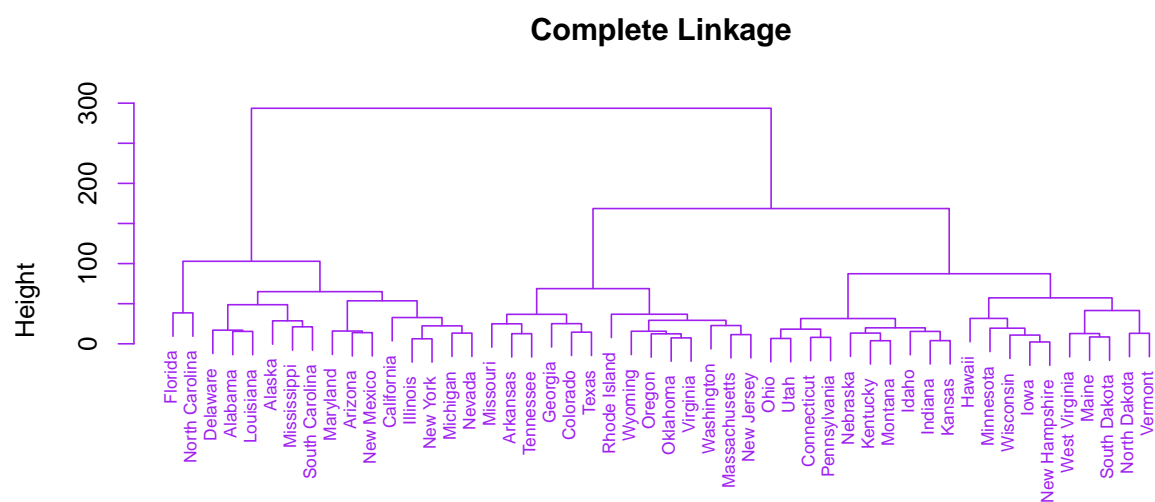 Complete Linkage
Height
300
200
100
0
Florida
North Carolina
Delaware
Alabama
Louisiana
Alaska
Mississippi
South Carolina
Maryland
Arizona
New Mexico
California
Illinois
New York
Michigan
Nevada
Missouri
Arkansas
Tennessee
Georgia
Colorado
Texas
Rhode Island
Wyoming
Oregon
Oklahoma
Virginia
Washington
Massachusetts
New Jersey
Ohio
Utah
Connecticut
Pennsylvania
Nebraska
Kentucky
Montana
Idaho
Indiana
Kansas
Hawaii
Minnesota
Wisconsin
Iowa
New Hampshire
West Virginia
Maine
South Dakota
North Dakota
Vermont